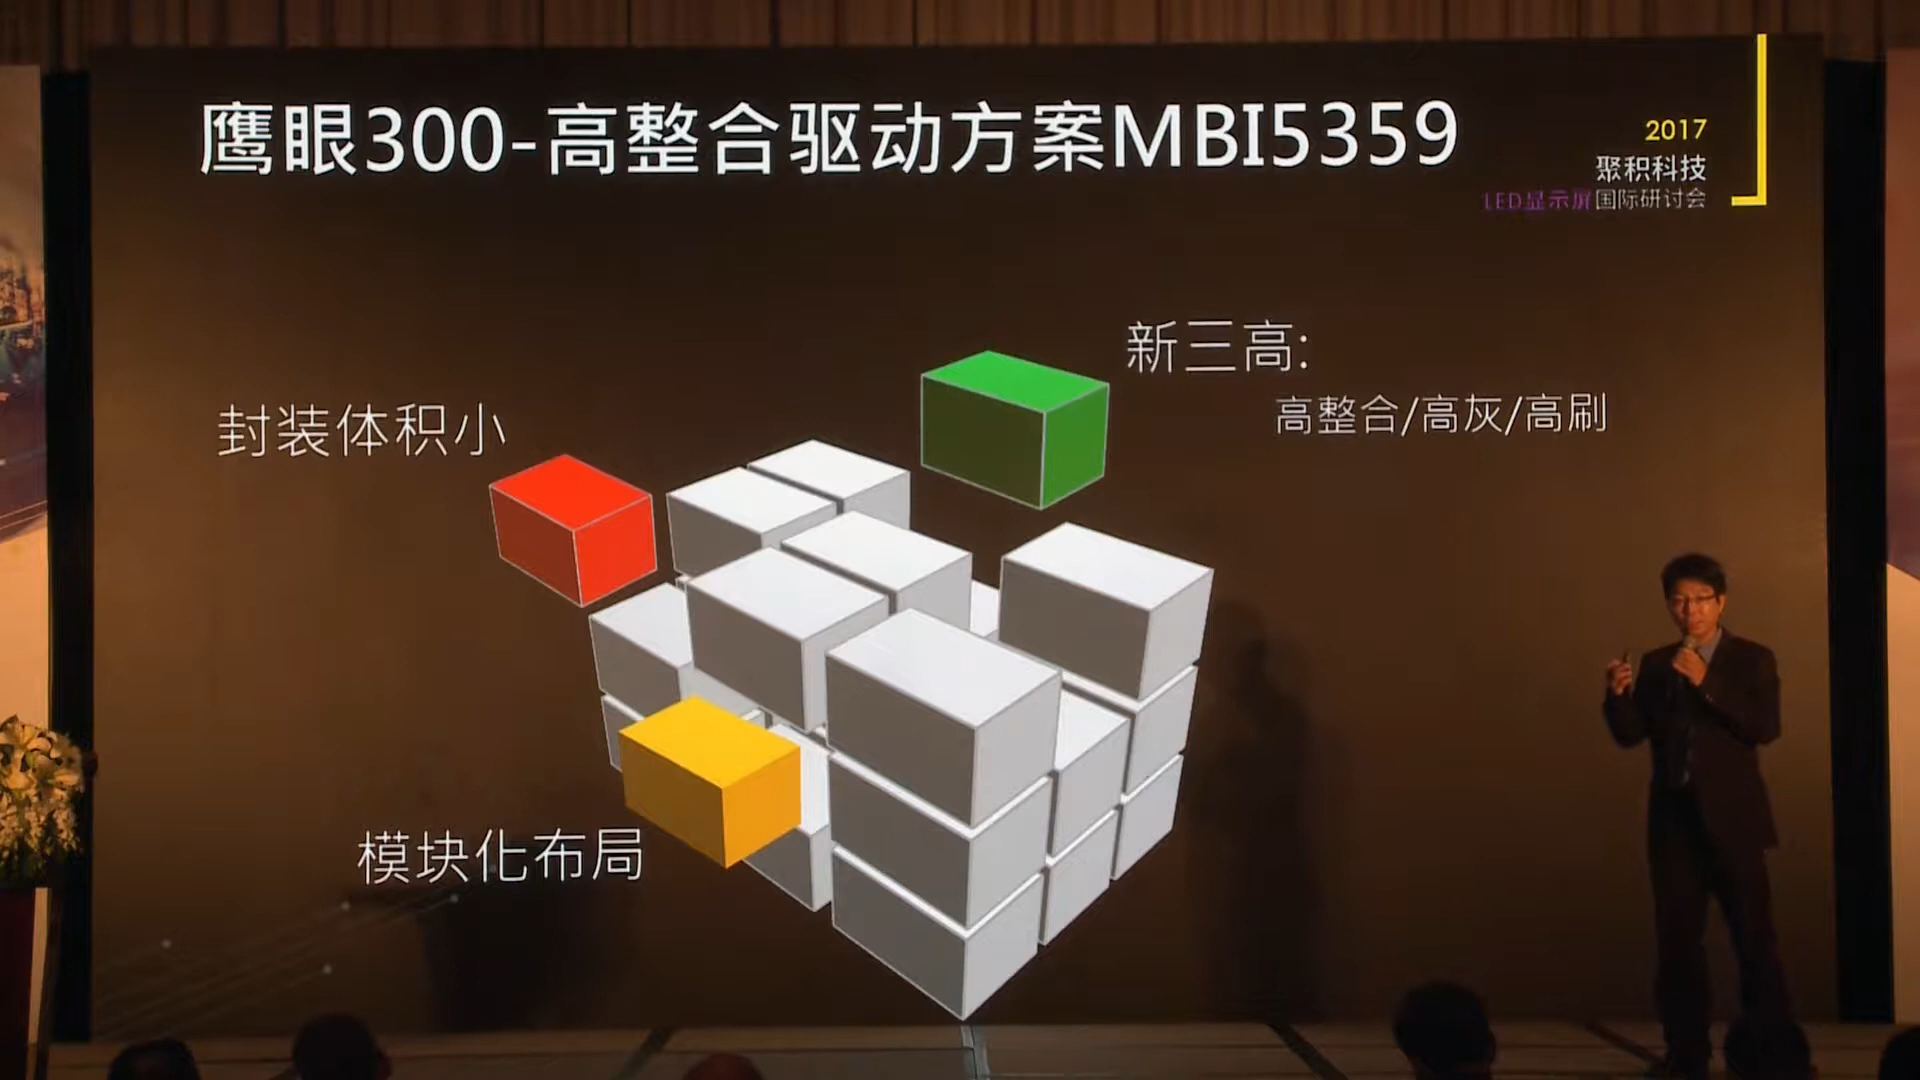 鹰眼300-高整合驱动方案MBI5359
2017
聚积科技
LED显示屏国际研讨会
新三高:
高整合/高灰/高刷
封装体积小
模块化布局